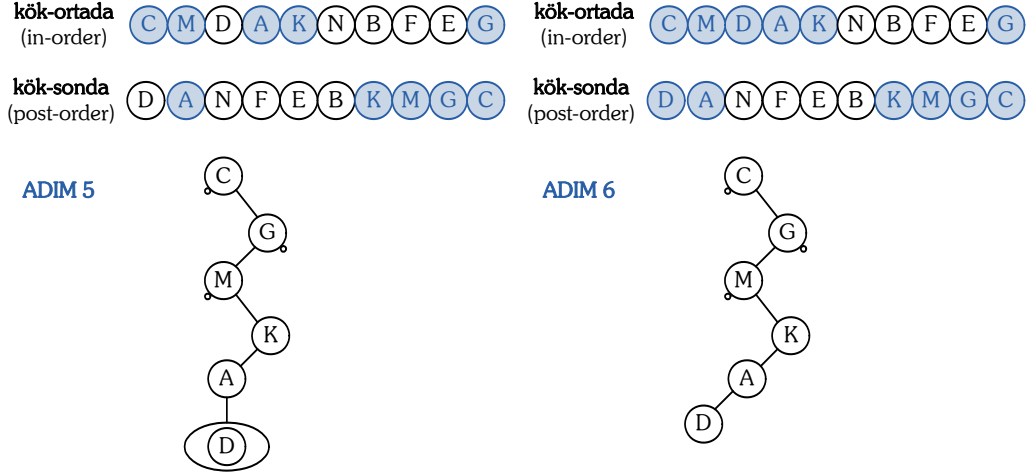 kök-ortada
(in-order)
C M D A K N B F E G
kök-sonda
(post-order)
D A N F E B K M G C
ADIM 5
C
G
M
K
A
D
kök-ortada
(in-order)
C M D A K N B F E G
kök-sonda
(post-order)
D A N F E B K M G C
ADIM 6
C
G
M
K
A
D